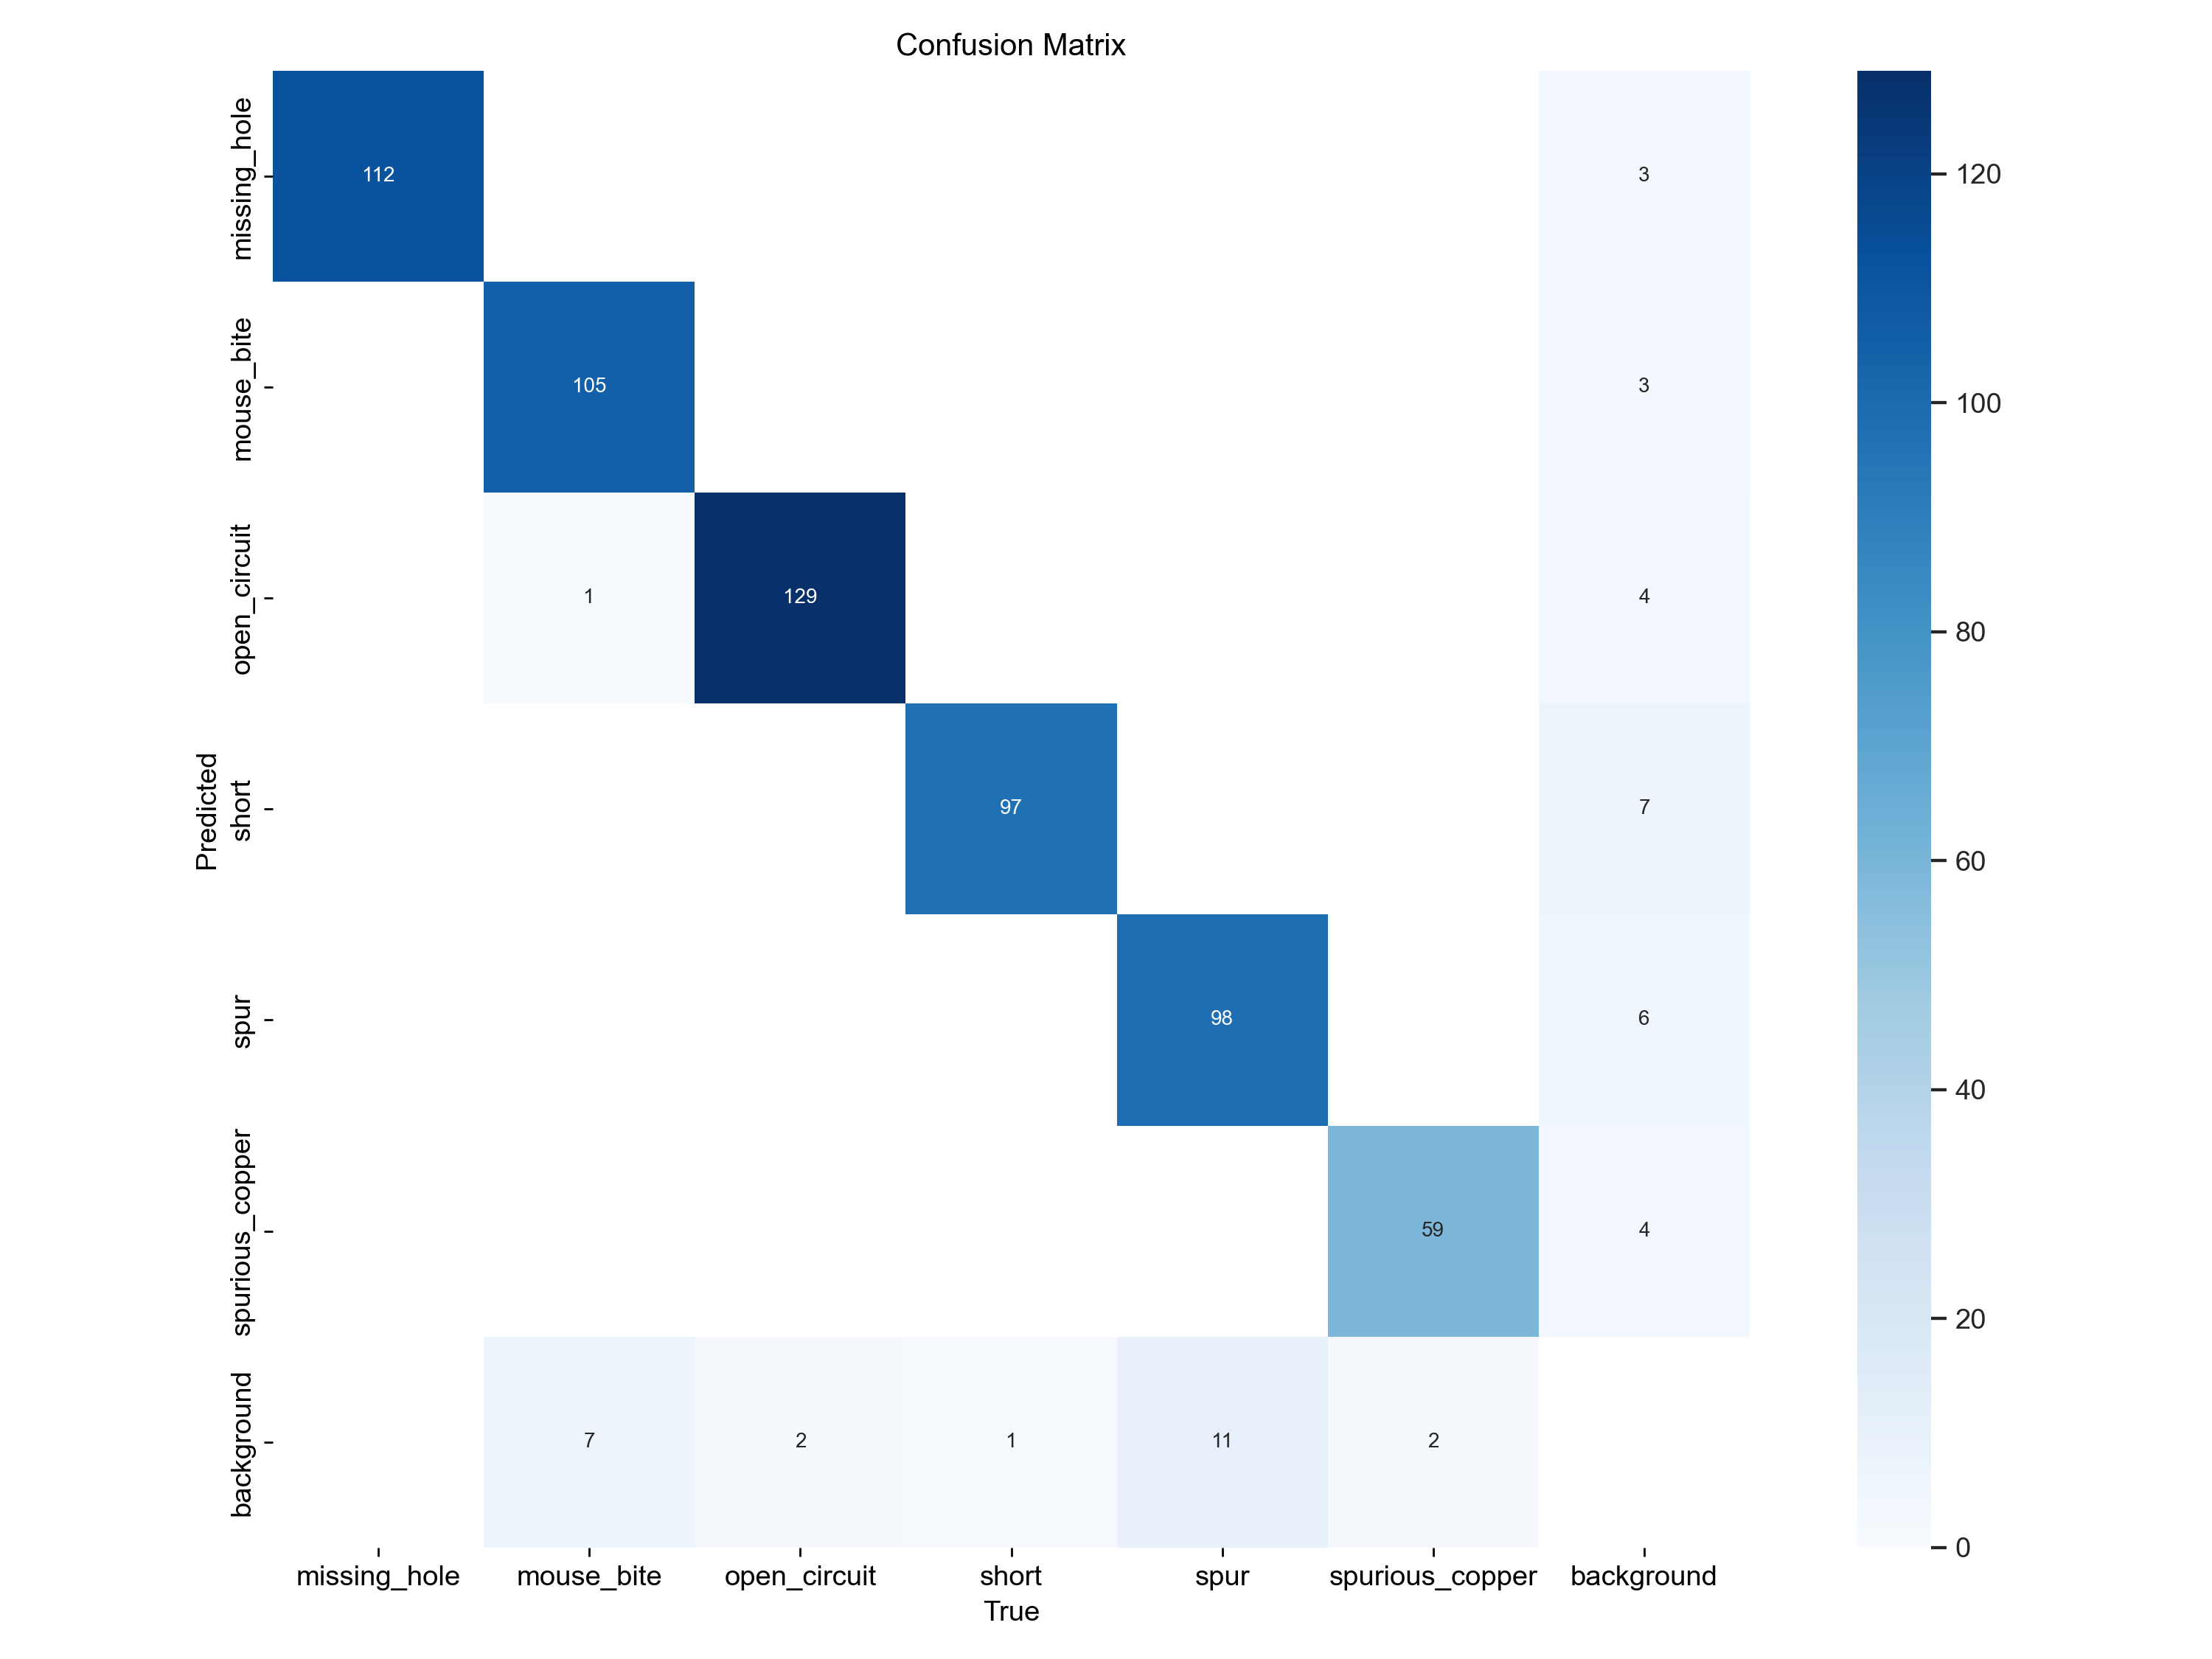 Confusion Matrix
missing_hole
112
3
120
mouse_bite
105
3
100
open_circuit
1
129
4
80
Predicted
short
97
7
60
spur
98
6
40
spurious_copper
59
4
20
background
7
2
1
11
2
0
missing_hole mouse_bite open_circuit short spur spurious_copper background
True